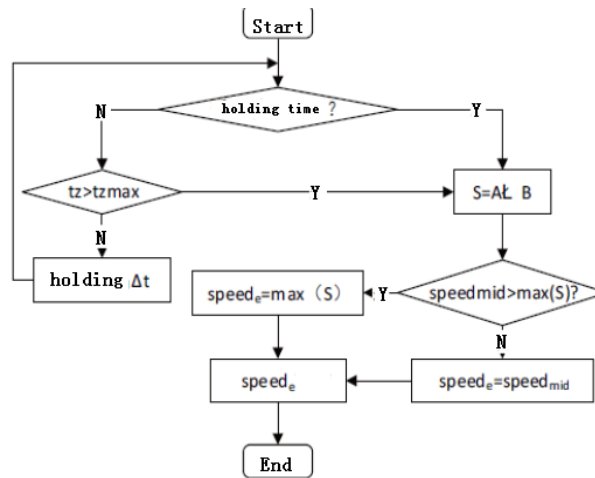 Start
holding time ?
N
Y
tz>tzmax
Y
S=AŁ B
N
holding Δt
speedₑ=max（S）
Y
speedmid>max(S)?
N
speedₑ
speedₑ=speedₘᵢd
End